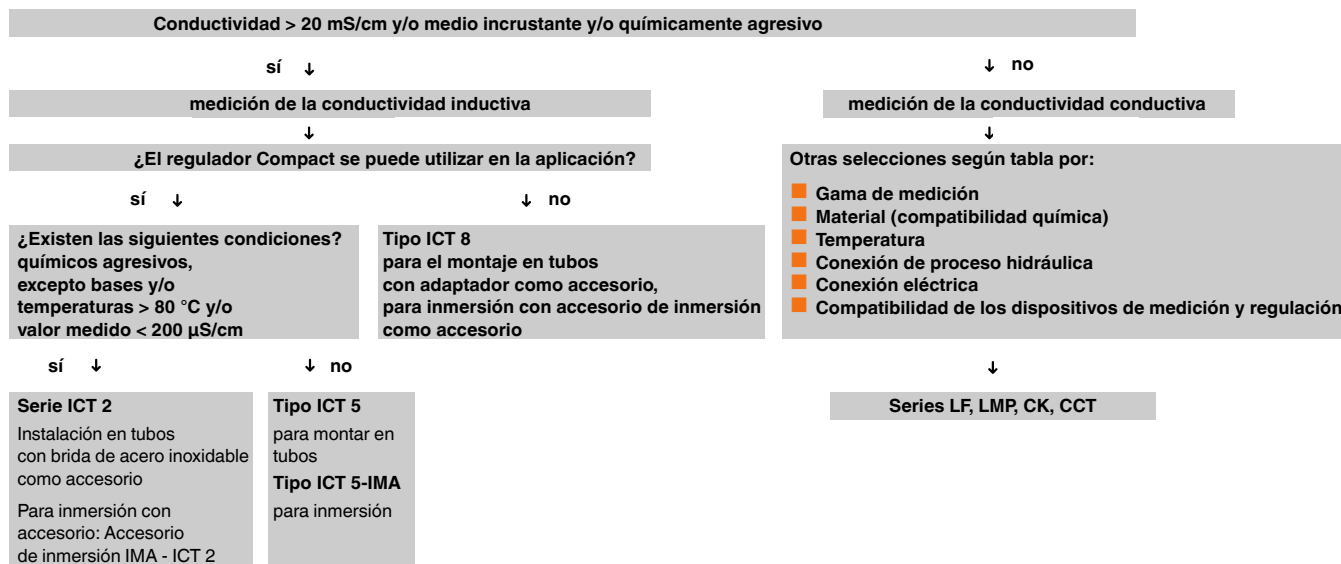 Conductividad > 20 mS/cm y/o medio incrustante y/o químicamente agresivo
sí ↓
↓ no
medición de la conductividad inductiva
medición de la conductividad conductiva
↓
↓
¿El regulador Compact se puede utilizar en la aplicación?
Otras selecciones según tabla por:
■ Gama de medición
■ Material (compatibilidad química)
■ Temperatura
■ Conexión de proceso hidráulica
■ Conexión eléctrica
■ Compatibilidad de los dispositivos de medición y regulación
sí ↓
↓ no
¿Existen las siguientes condiciones?
químicos agresivos,
excepto bases y/o
temperaturas > 80 °C y/o
valor medido < 200 µS/cm
Tipo ICT 8
para el montaje en tubos
con adaptador como accesorio,
para inmersión con accesorio de inmersión
como accesorio
sí ↓
↓ no
↓
Serie ICT 2
Instalación en tubos
con brida de acero inoxidable
como accesorio
Para inmersión con
accesorio: Accesorio
de inmersión IMA - ICT 2
Tipo ICT 5
para montar en
tubos
Tipo ICT 5-IMA
para inmersión
Series LF, LMP, CK, CCT